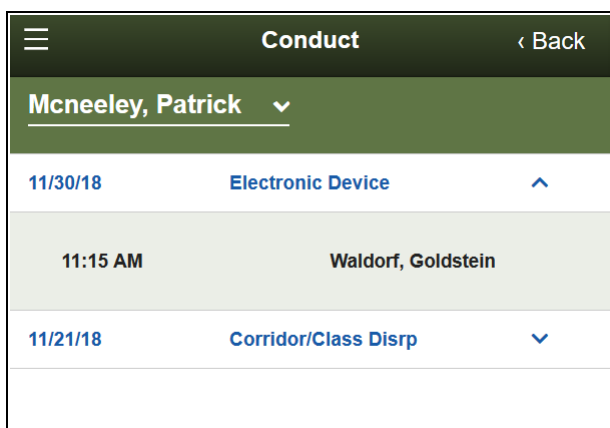 Conduct ‹ Back
Mcneeley, Patrick
11/30/18 Electronic Device
11:15 AM Waldorf, Goldstein
11/21/18 Corridor/Class Disrp